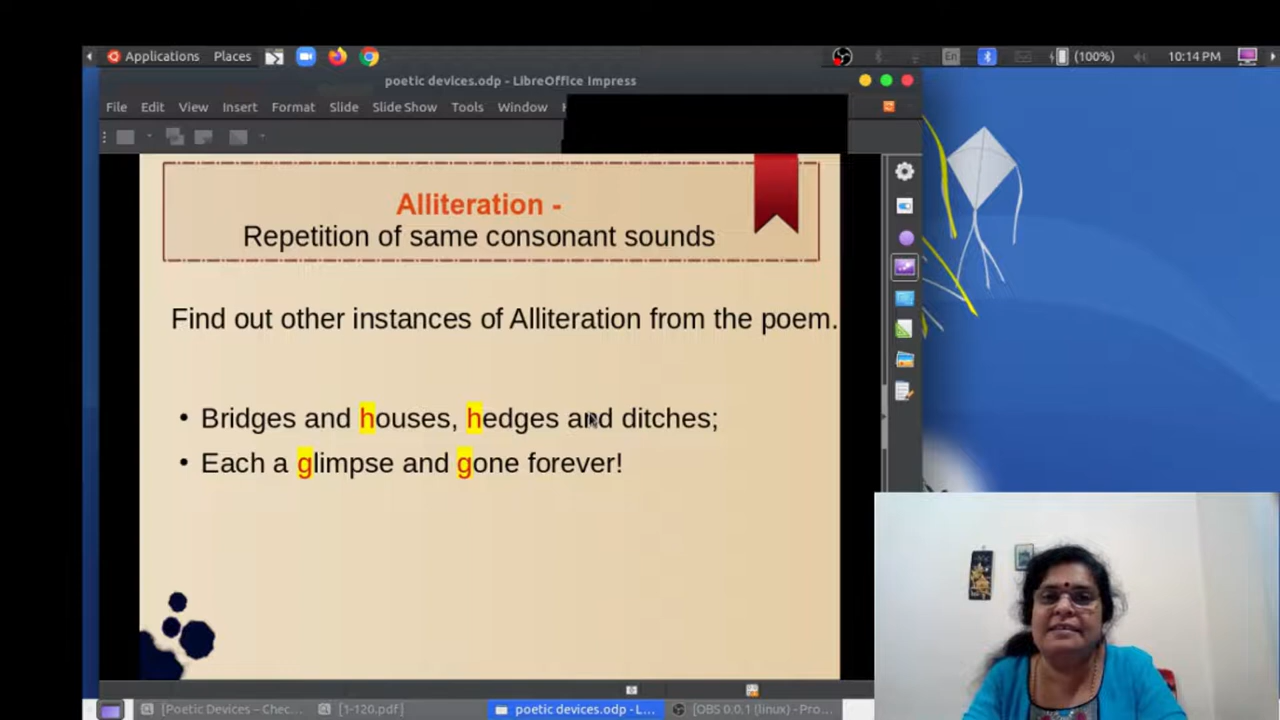 Applications Places En (100%) 10:14 PM
poetic devices.odp - LibreOffice Impress
File Edit View Insert Format Slide Slide Show Tools Window
Alliteration -
Repetition of same consonant sounds
Find out other instances of Alliteration from the poem.
• Bridges and houses, hedges and ditches;
• Each a glimpse and gone forever!
[Poetic Devices – Chec... [1-120.pdf] poetic devices.odp - L... [OBS 0.0.1 (linux) - Pro...